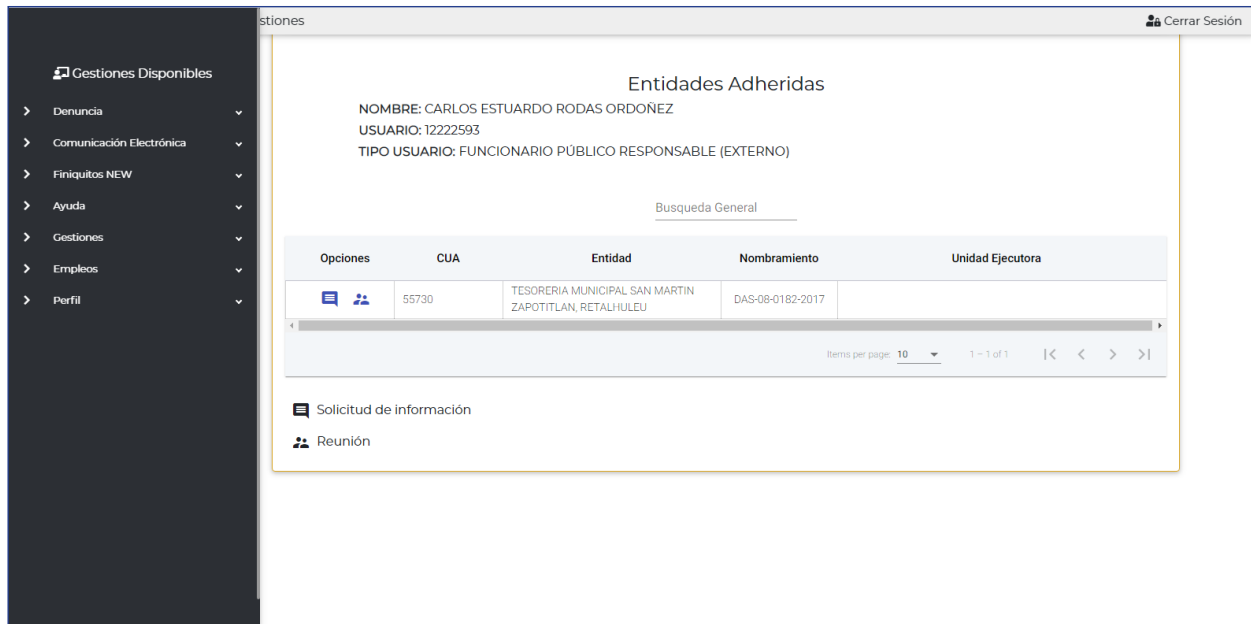 stiones
Cerrar Sesión
Gestiones Disponibles
Denuncia
Comunicación Electrónica
Finiquitos NEW
Ayuda
Gestiones
Empleos
Perfil
Entidades Adheridas
NOMBRE: CARLOS ESTUARDO RODAS ORDOÑEZ
USUARIO: 12222593
TIPO USUARIO: FUNCIONARIO PÚBLICO RESPONSABLE (EXTERNO)
Busqueda General
Opciones CUA Entidad Nombramiento Unidad Ejecutora
55730 TESORERIA MUNICIPAL SAN MARTIN ZAPOTITLAN, RETALHULEU DAS-08-0182-2017
Items per page: 10 1 – 1 of 1
Solicitud de información
Reunión